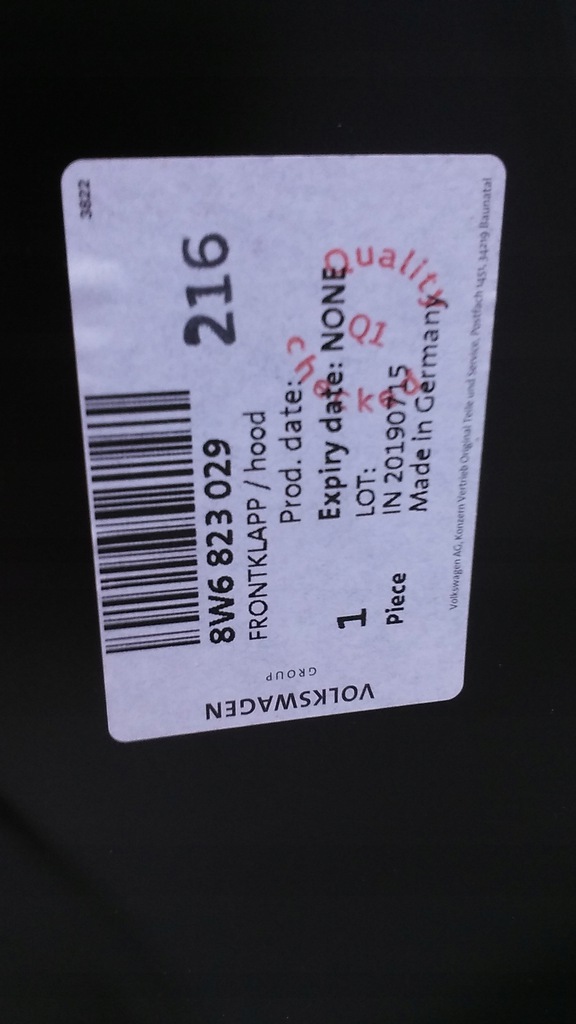 3822
216
8W6 823 029
FRONTKLAPP / hood
Prod. date:
Expiry date: NONE
LOT:
IN 20190715
Made in Germany
1
Piece
Quality
Q1
checked
VOLKSWAGEN
GROUP
Volkswagen AG, Konzern Vertrieb Original Teile und Service, Postfach 1451, 34219 Baunatal